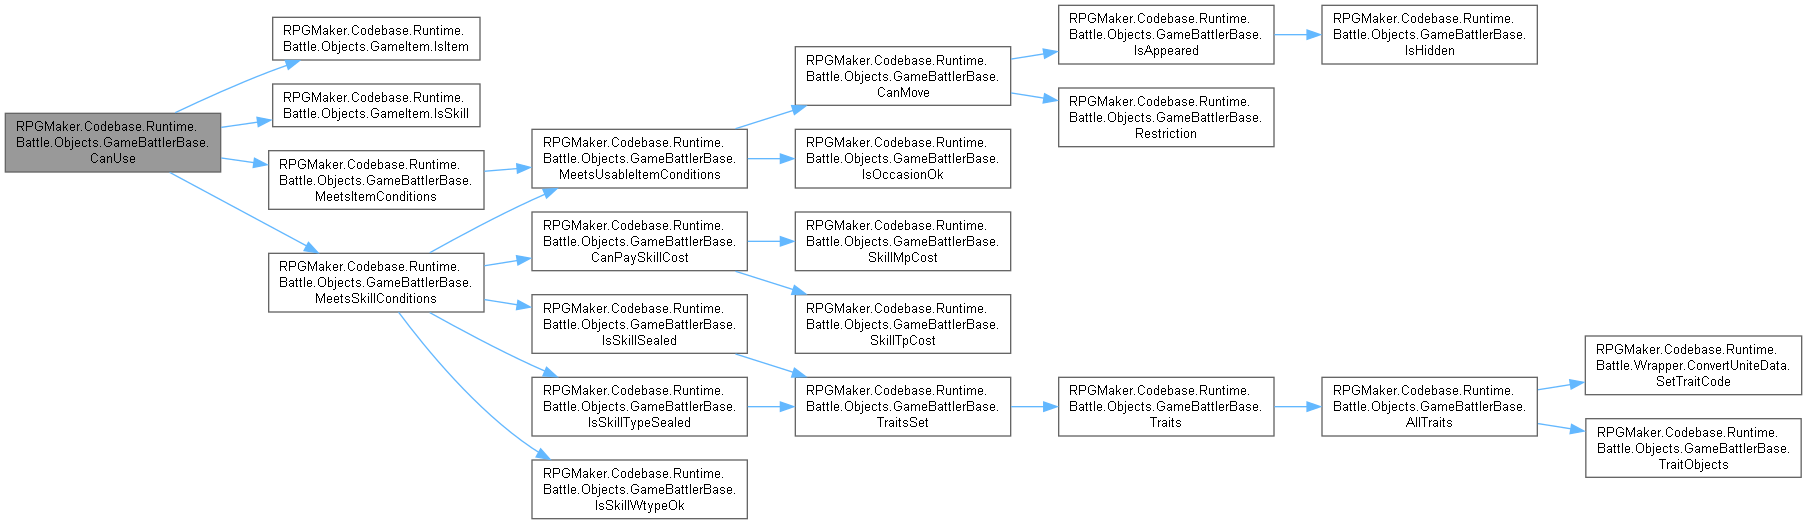 RPGMaker.Codebase.Runtime.
Battle.Objects.GameBattlerBase.
CanUse
RPGMaker.Codebase.Runtime.
Battle.Objects.GameItem.IsItem
RPGMaker.Codebase.Runtime.
Battle.Objects.GameItem.IsSkill
RPGMaker.Codebase.Runtime.
Battle.Objects.GameBattlerBase.
MeetsItemConditions
RPGMaker.Codebase.Runtime.
Battle.Objects.GameBattlerBase.
MeetsSkillConditions
RPGMaker.Codebase.Runtime.
Battle.Objects.GameBattlerBase.
MeetsUsableItemConditions
RPGMaker.Codebase.Runtime.
Battle.Objects.GameBattlerBase.
CanPaySkillCost
RPGMaker.Codebase.Runtime.
Battle.Objects.GameBattlerBase.
IsSkillSealed
RPGMaker.Codebase.Runtime.
Battle.Objects.GameBattlerBase.
IsSkillTypeSealed
RPGMaker.Codebase.Runtime.
Battle.Objects.GameBattlerBase.
IsSkillWtypeOk
RPGMaker.Codebase.Runtime.
Battle.Objects.GameBattlerBase.
CanMove
RPGMaker.Codebase.Runtime.
Battle.Objects.GameBattlerBase.
IsOccasionOk
RPGMaker.Codebase.Runtime.
Battle.Objects.GameBattlerBase.
SkillMpCost
RPGMaker.Codebase.Runtime.
Battle.Objects.GameBattlerBase.
SkillTpCost
RPGMaker.Codebase.Runtime.
Battle.Objects.GameBattlerBase.
TraitsSet
RPGMaker.Codebase.Runtime.
Battle.Objects.GameBattlerBase.
IsAppeared
RPGMaker.Codebase.Runtime.
Battle.Objects.GameBattlerBase.
Restriction
RPGMaker.Codebase.Runtime.
Battle.Objects.GameBattlerBase.
Traits
RPGMaker.Codebase.Runtime.
Battle.Objects.GameBattlerBase.
IsHidden
RPGMaker.Codebase.Runtime.
Battle.Objects.GameBattlerBase.
AllTraits
RPGMaker.Codebase.Runtime.
Battle.Wrapper.ConvertUniteData.
SetTraitCode
RPGMaker.Codebase.Runtime.
Battle.Objects.GameBattlerBase.
TraitObjects